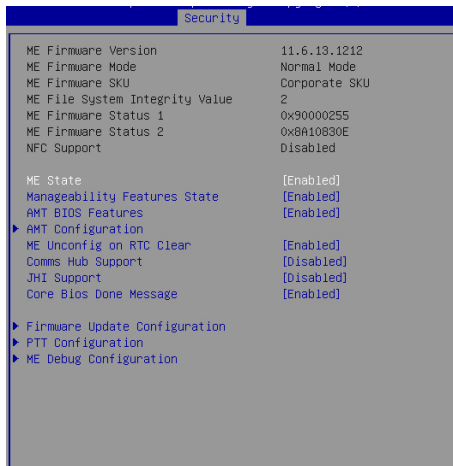 Security
ME Firmware Version 11.6.13.1212
ME Firmware Mode Normal Mode
ME Firmware SKU Corporate SKU
ME File System Integrity Value 2
ME Firmware Status 1 0x90000255
ME Firmware Status 2 0x8A10830E
NFC Support Disabled
ME State [Enabled]
Manageability Features State [Enabled]
AMT BIOS Features [Enabled]
AMT Configuration
ME Unconfig on RTC Clear [Enabled]
Comms Hub Support [Disabled]
JHI Support [Disabled]
Core Bios Done Message [Enabled]
Firmware Update Configuration
PTT Configuration
ME Debug Configuration